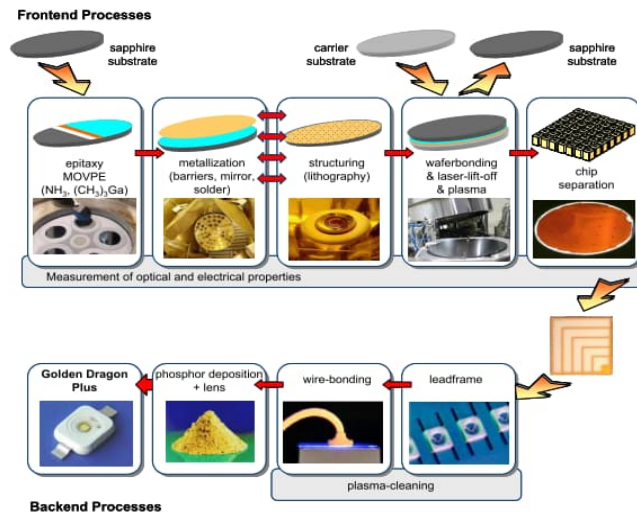 Frontend Processes
sapphire
substrate
carrier
substrate
sapphire
substrate
epitaxy
MOVPE
(NH₃, (CH₃)₃Ga)
metallization
(barriers, mirror,
solder)
structuring
(lithography)
waferbonding
& laser-lift-off
& plasma
chip
separation
Measurement of optical and electrical properties
Golden Dragon
Plus
phosphor deposition
+ lens
wire-bonding
leadframe
plasma-cleaning
Backend Processes